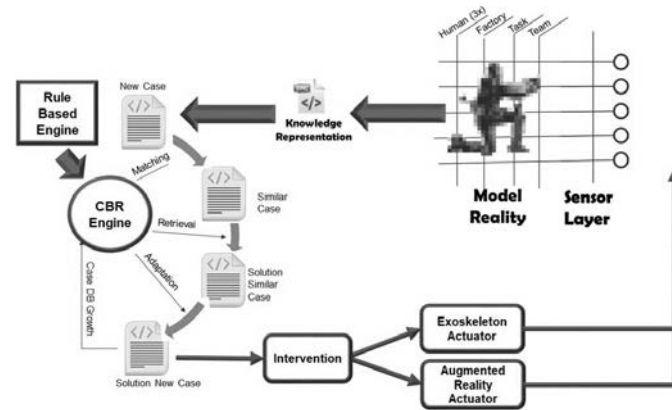 Human (3x)
Factory
Task
Team
New Case
Rule
Based
Engine
Knowledge
Representation
Matching
CBR
Engine
Similar
Case
Model
Reality
Sensor
Layer
Retrieval
Adaptation
Solution
Similar
Case
Case DB Growth
Solution New Case
Intervention
Exoskeleton
Actuator
Augmented
Reality
Actuator